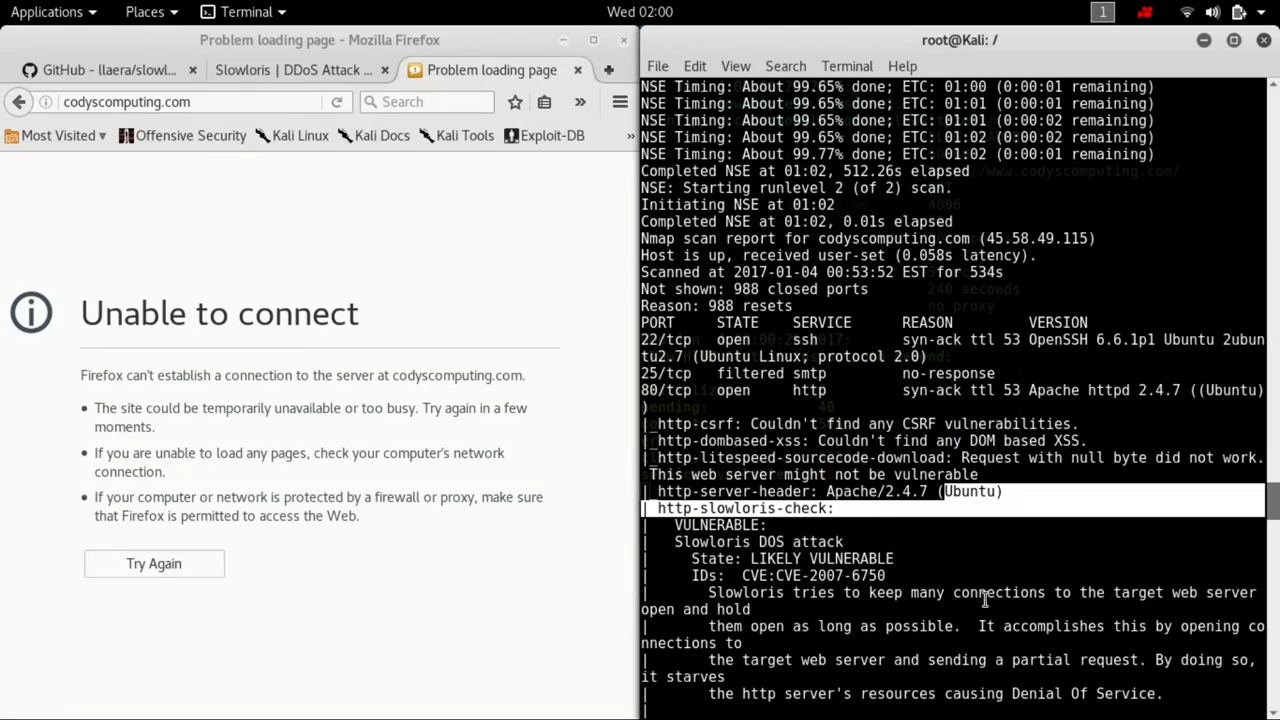 Applications Places Terminal Wed 02:00 1
Problem loading page - Mozilla Firefox
GitHub - llaera/slowl... Slowloris | DDoS Attack ... Problem loading page
codyscomputing.com Search
Most Visited Offensive Security Kali Linux Kali Docs Kali Tools Exploit-DB »
Unable to connect
Firefox can't establish a connection to the server at codyscomputing.com.
The site could be temporarily unavailable or too busy. Try again in a few
moments.
If you are unable to load any pages, check your computer's network
connection.
If your computer or network is protected by a firewall or proxy, make sure
that Firefox is permitted to access the Web.
Try Again
root@Kali: /
File Edit View Search Terminal Help
NSE Timing: About 99.65% done; ETC: 01:00 (0:00:01 remaining)
NSE Timing: About 99.65% done; ETC: 01:01 (0:00:01 remaining)
NSE Timing: About 99.65% done; ETC: 01:01 (0:00:02 remaining)
NSE Timing: About 99.65% done; ETC: 01:02 (0:00:02 remaining)
NSE Timing: About 99.77% done; ETC: 01:02 (0:00:01 remaining)
Completed NSE at 01:02, 512.26s elapsed
NSE: Starting runlevel 2 (of 2) scan.
Initiating NSE at 01:02
Completed NSE at 01:02, 0.01s elapsed
Nmap scan report for codyscomputing.com (45.58.49.115)
Host is up, received user-set (0.058s latency).
Scanned at 2017-01-04 00:53:52 EST for 534s
Not shown: 988 closed ports
Reason: 988 resets
PORT STATE SERVICE REASON VERSION
22/tcp open ssh syn-ack ttl 53 OpenSSH 6.6.1p1 Ubuntu 2ubun
tu2.7 (Ubuntu Linux; protocol 2.0)
25/tcp filtered smtp no-response
80/tcp open http syn-ack ttl 53 Apache httpd 2.4.7 ((Ubuntu)
)
|_http-csrf: Couldn't find any CSRF vulnerabilities.
|_http-dombased-xss: Couldn't find any DOM based XSS.
|_http-litespeed-sourcecode-download: Request with null byte did not work.
This web server might not be vulnerable
|_http-server-header: Apache/2.4.7 (Ubuntu)
| http-slowloris-check:
| VULNERABLE:
| Slowloris DOS attack
| State: LIKELY VULNERABLE
| IDs: CVE:CVE-2007-6750
| Slowloris tries to keep many connections to the target web server
open and hold
| them open as long as possible. It accomplishes this by opening co
nnections to
| the target web server and sending a partial request. By doing so,
it starves
| the http server's resources causing Denial Of Service.
|